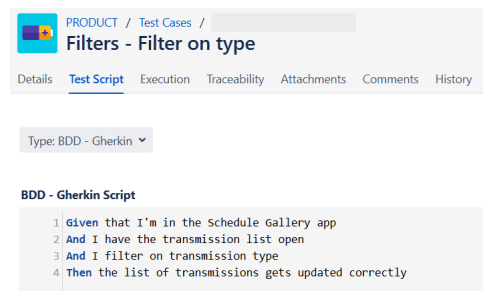 PRODUCT / Test Cases /
Filters - Filter on type
Details Test Script Execution Traceability Attachments Comments History
Type: BDD - Gherkin
BDD - Gherkin Script
1 Given that I'm in the Schedule Gallery app
2 And I have the transmission list open
3 And I filter on transmission type
4 Then the list of transmissions gets updated correctly